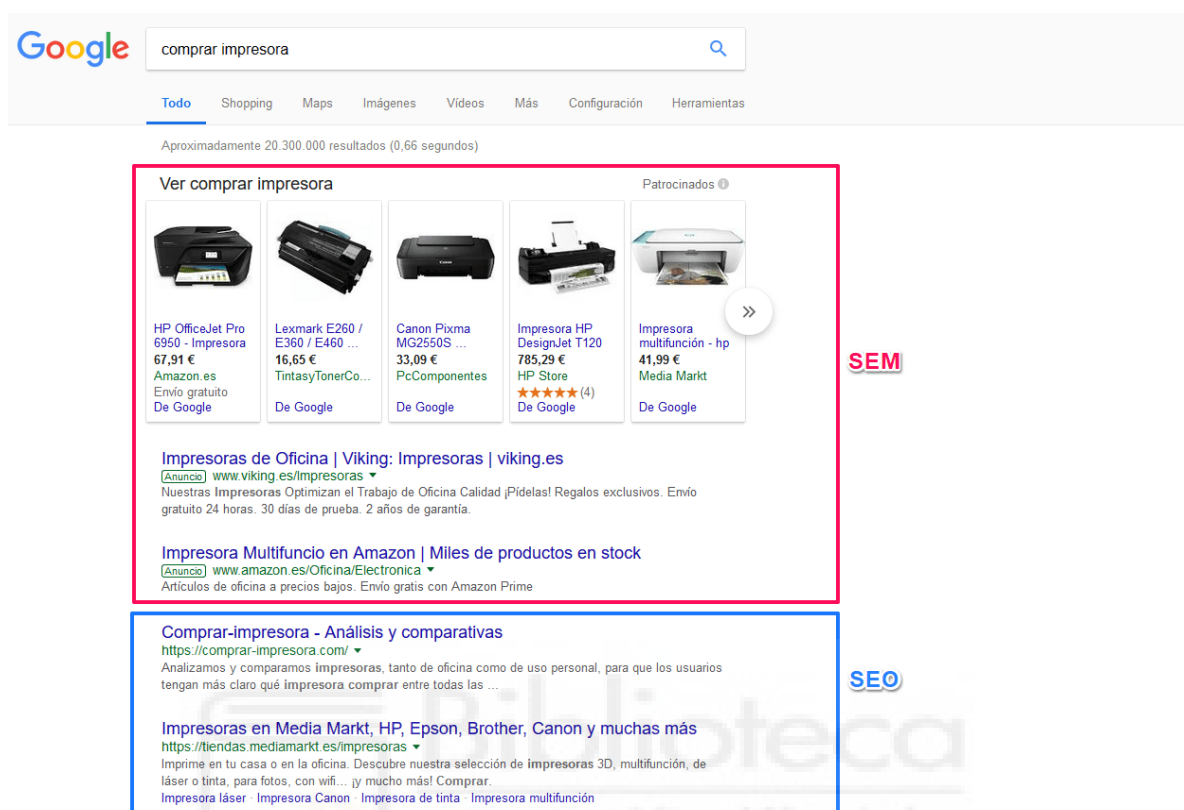 Google
comprar impresora
Todo Shopping Maps Imágenes Vídeos Más Configuración Herramientas
Aproximadamente 20.300.000 resultados (0,66 segundos)
Ver comprar impresora
Patrocinados
HP OfficeJet Pro
6950 - Impresora
67,91 €
Amazon.es
Envío gratuito
De Google
Lexmark E260 /
E360 / E460 ...
16,65 €
TintasyTonerCo...
De Google
Canon
Canon Pixma
MG2550S ...
33,09 €
PcComponentes
De Google
Impresora HP
DesignJet T120
785,29 €
HP Store
★★★★★ (4)
De Google
Impresora
multifunción - hp
41,99 €
Media Markt
De Google
SEM
Impresoras de Oficina | Viking: Impresoras | viking.es
Anuncio www.viking.es/Impresoras
Nuestras Impresoras Optimizan el Trabajo de Oficina Calidad ¡Pídelas! Regalos exclusivos. Envío
gratuito 24 horas. 30 días de prueba. 2 años de garantía.
Impresora Multifuncio en Amazon | Miles de productos en stock
Anuncio www.amazon.es/Oficina/Electronica
Artículos de oficina a precios bajos. Envío gratis con Amazon Prime
Comprar-impresora - Análisis y comparativas
https://comprar-impresora.com/
Analizamos y comparamos impresoras, tanto de oficina como de uso personal, para que los usuarios
tengan más claro qué impresora comprar entre todas las ...
SEO
Impresoras en Media Markt, HP, Epson, Brother, Canon y muchas más
https://tiendas.mediamarkt.es/impresoras
Imprime en tu casa o en la oficina. Descubre nuestra selección de impresoras 3D, multifunción, de
láser o tinta, para fotos, con wifi... ¡y mucho más! Comprar.
Impresora láser · Impresora Canon · Impresora de tinta · Impresora multifunción
Biblioteca